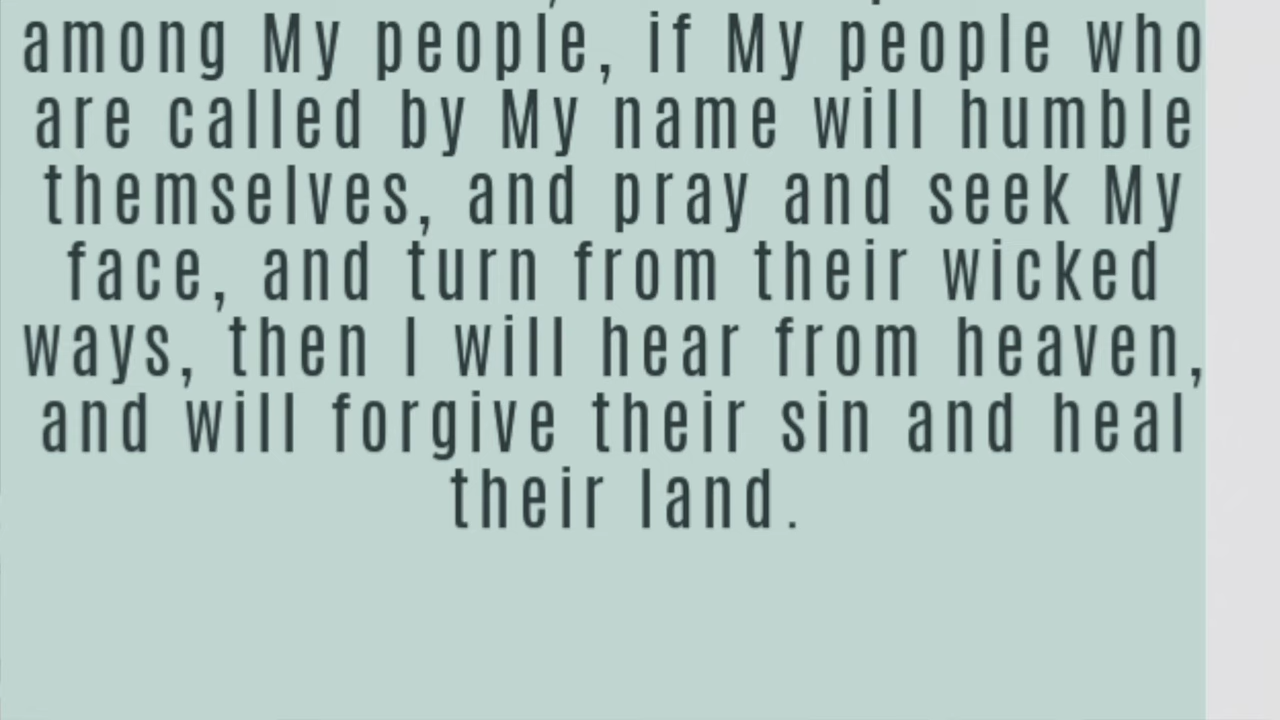 among My people, if My people who
are called by My name will humble
themselves, and pray and seek My
face, and turn from their wicked
ways, then I will hear from heaven,
and will forgive their sin and heal
their land.